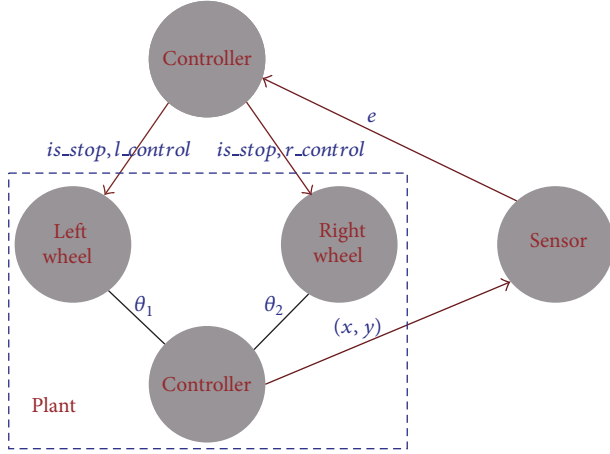 Controller
e
is_stop, l_control
is_stop, r_control
Left
wheel
Right
wheel
Sensor
θ1
θ2
(x, y)
Controller
Plant